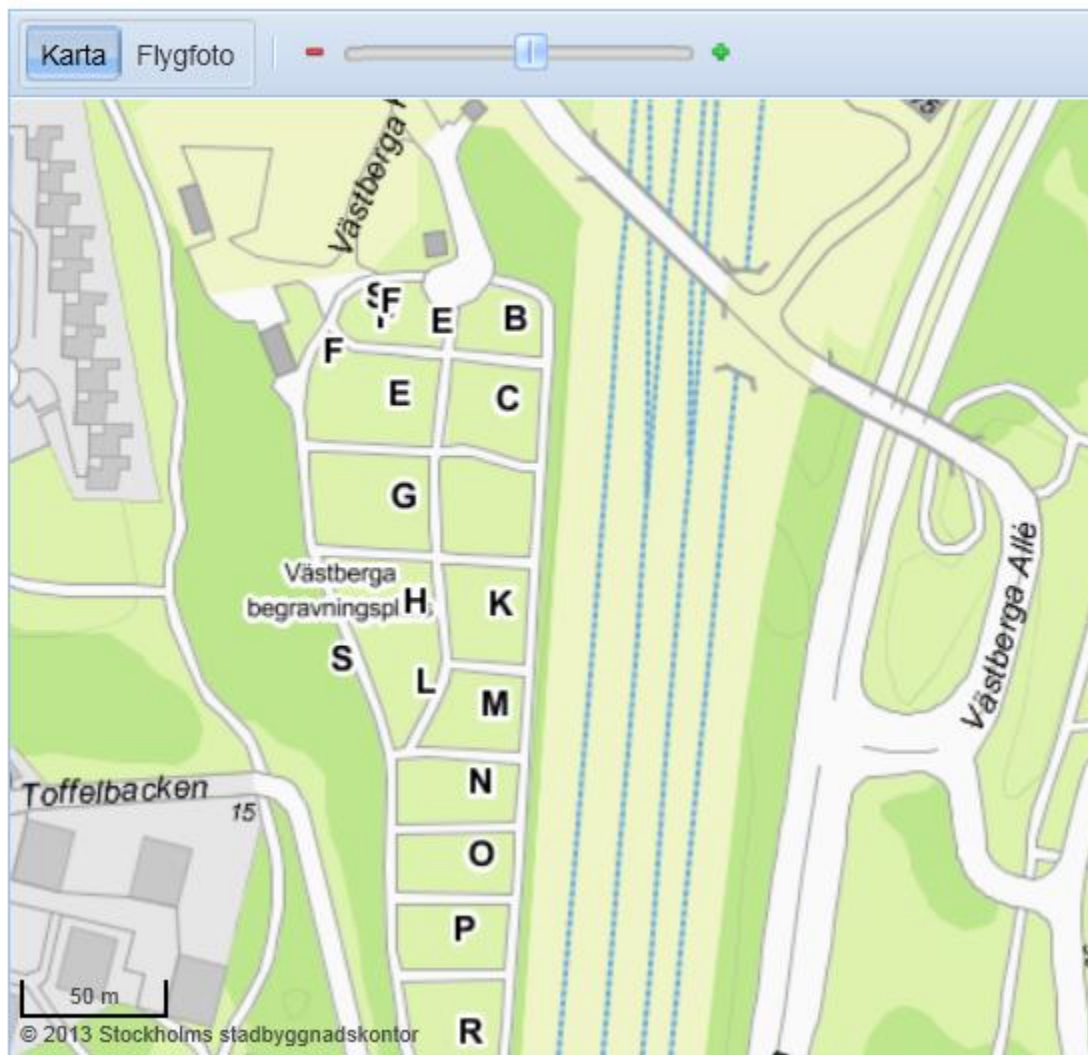 Karta Flygfoto
Västberga
S F E B
F
E C
G
Västberga
begravningspl
H K
S
L M
N
Toffelbacken
15
O
P
R
Västberga Allé
50 m
© 2013 Stockholms stadbyggnadskontor